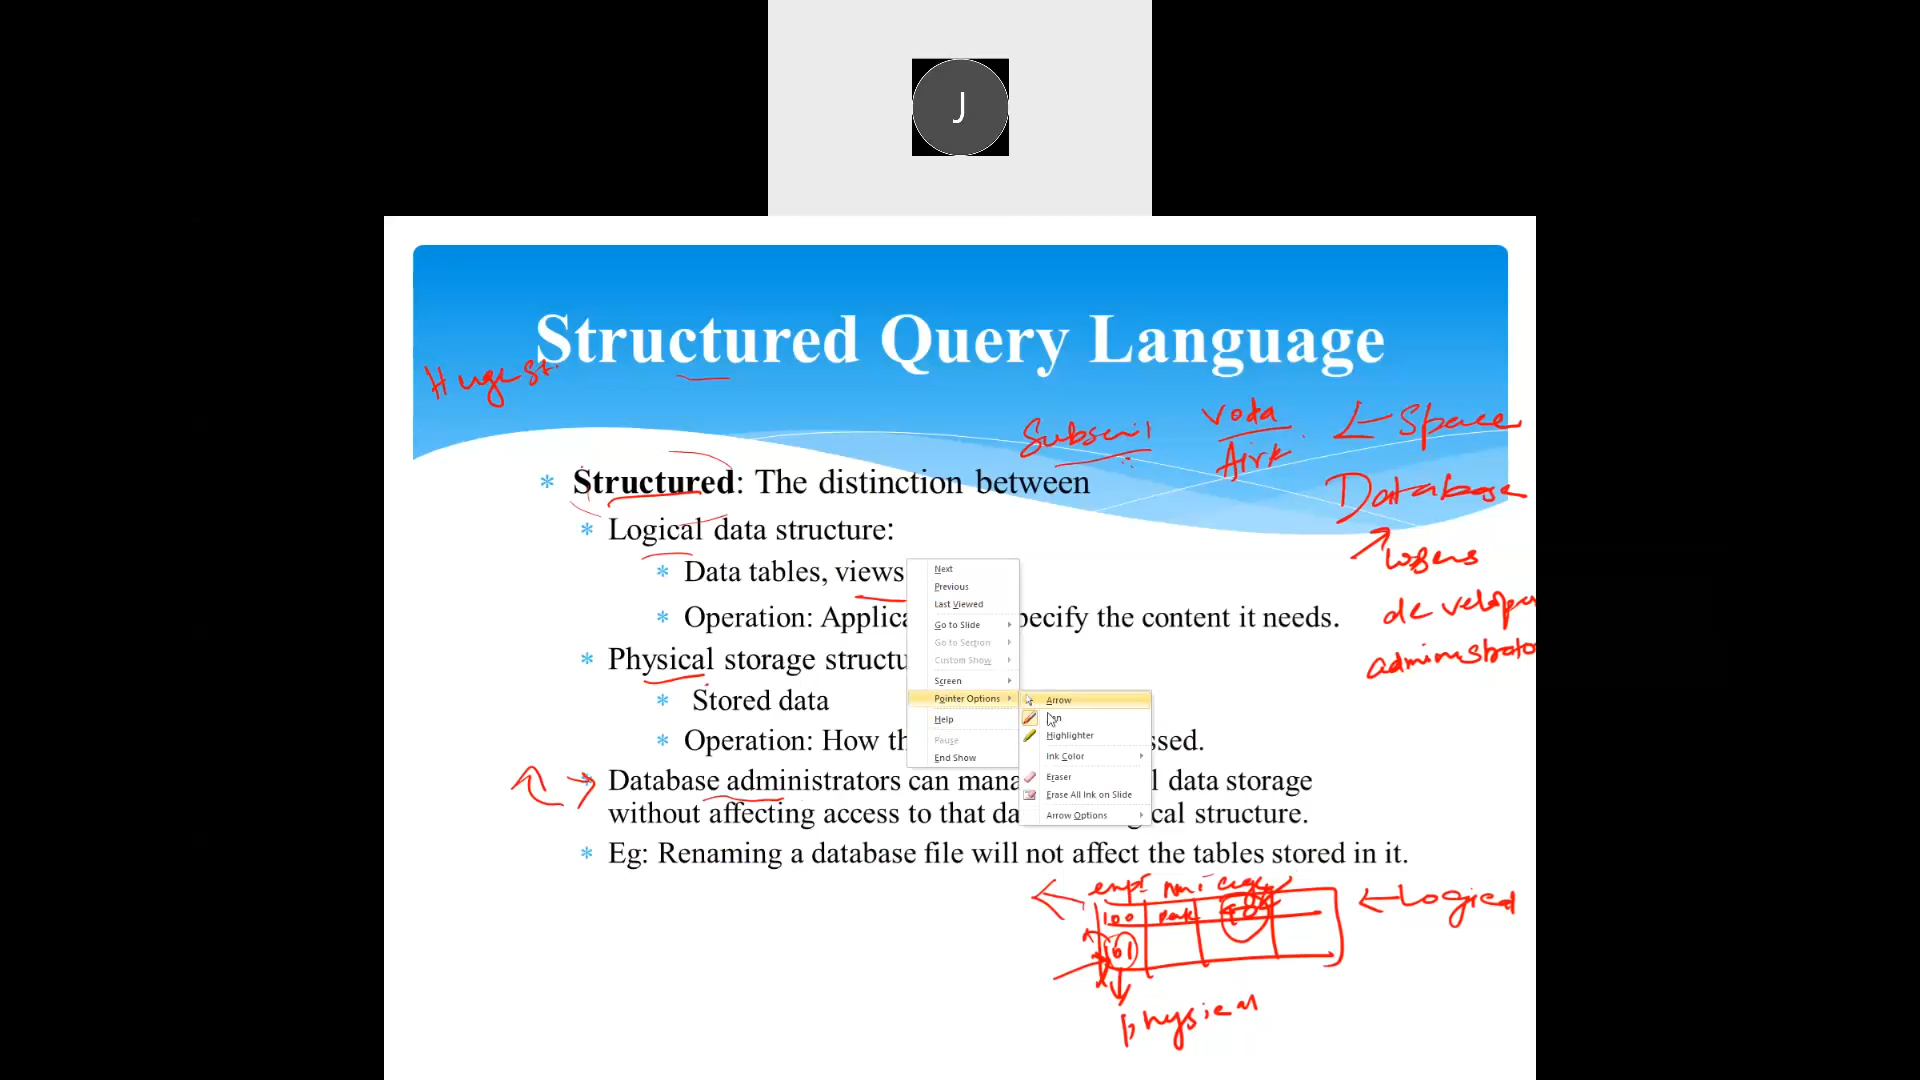 J
Structured Query Language
Huge st.
Subscri
Voda
Airt
Space
Database
Structured: The distinction between
Logical data structure:
Data tables, views
users
developer
administrato
Operation: Applica
pecify the content it needs.
Physical storage structu
Stored data
Operation: How th
ssed.
Database administrators can mana
l data storage
without affecting access to that da
gical structure.
Eg: Renaming a database file will not affect the tables stored in it.
Next
Previous
Last Viewed
Go to Slide
Go to Section
Custom Show
Screen
Pointer Options
Help
Pause
End Show
Arrow
Highlighter
Ink Color
Eraser
Erase All Ink on Slide
Arrow Options
100
101
Logical
physical